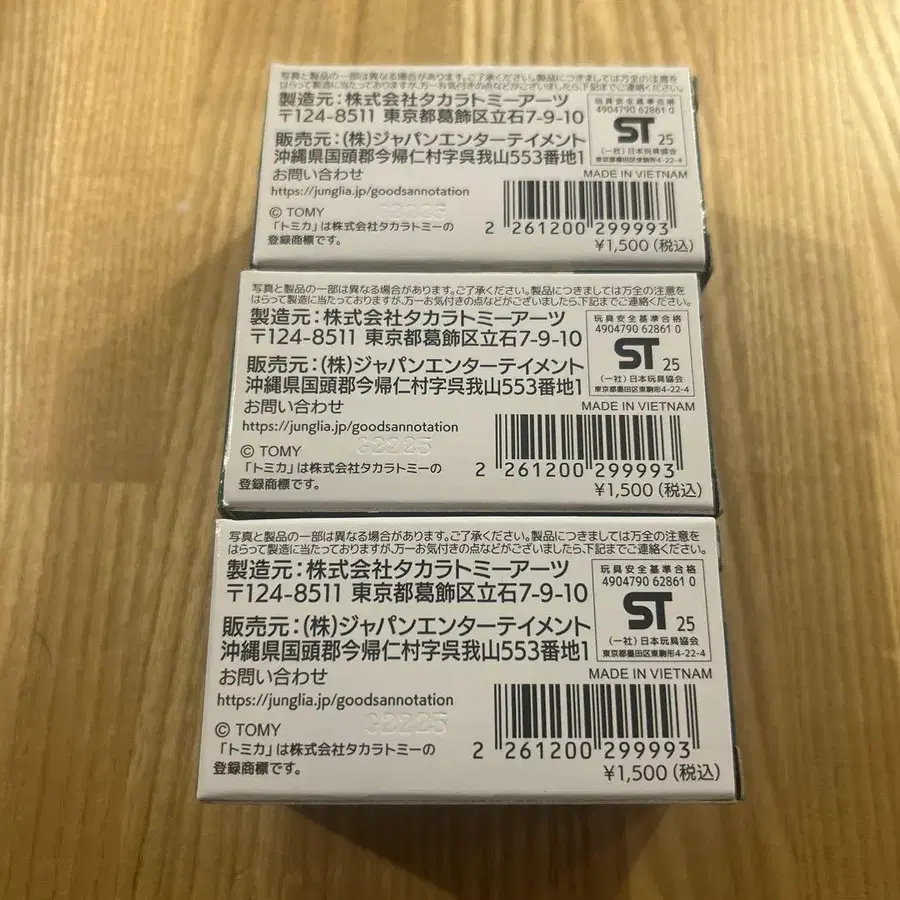 写真と製品の一部は異なる場合があります。ご了承ください。製品につきましては万全の注意を
はらって製造に当たっておりますが、万一お気付きの点などがございましたら、下記までご連絡ください。
製造元：株式会社タカラトミーアーツ
〒124-8511 東京都葛飾区立石7-9-10
販売元：(株)ジャパンエンターテイメント
沖縄県国頭郡今帰仁村字呉我山553番地1
お問い合わせ
https://junglia.jp/goodsannotation
© TOMY
「トミカ」は株式会社タカラトミーの
登録商標です。
玩具安全基準合格
4904790 62861 0
ST 25
(一社)日本玩具協会
東京都墨田区東駒形4-22-4
MADE IN VIETNAM
2 261200 299993
¥1,500(税込)
写真と製品の一部は異なる場合があります。ご了承ください。製品につきましては万全の注意を
はらって製造に当たっておりますが、万一お気付きの点などがございましたら、下記までご連絡ください。
製造元：株式会社タカラトミーアーツ
〒124-8511 東京都葛飾区立石7-9-10
販売元：(株)ジャパンエンターテイメント
沖縄県国頭郡今帰仁村字呉我山553番地1
お問い合わせ
https://junglia.jp/goodsannotation
G2225
© TOMY
「トミカ」は株式会社タカラトミーの
登録商標です。
玩具安全基準合格
4904790 62861 0
ST 25
(一社)日本玩具協会
東京都墨田区東駒形4-22-4
MADE IN VIETNAM
2 261200 299993
¥1,500(税込)
写真と製品の一部は異なる場合があります。ご了承ください。製品につきましては万全の注意を
はらって製造に当たっておりますが、万一お気付きの点などがございましたら、下記までご連絡ください。
製造元：株式会社タカラトミーアーツ
〒124-8511 東京都葛飾区立石7-9-10
販売元：(株)ジャパンエンターテイメント
沖縄県国頭郡今帰仁村字呉我山553番地1
お問い合わせ
https://junglia.jp/goodsannotation
G2225
© TOMY
「トミカ」は株式会社タカラトミーの
登録商標です。
玩具安全基準合格
4904790 62861 0
ST 25
(一社)日本玩具協会
東京都墨田区東駒形4-22-4
MADE IN VIETNAM
2 261200 299993
¥1,500(税込)